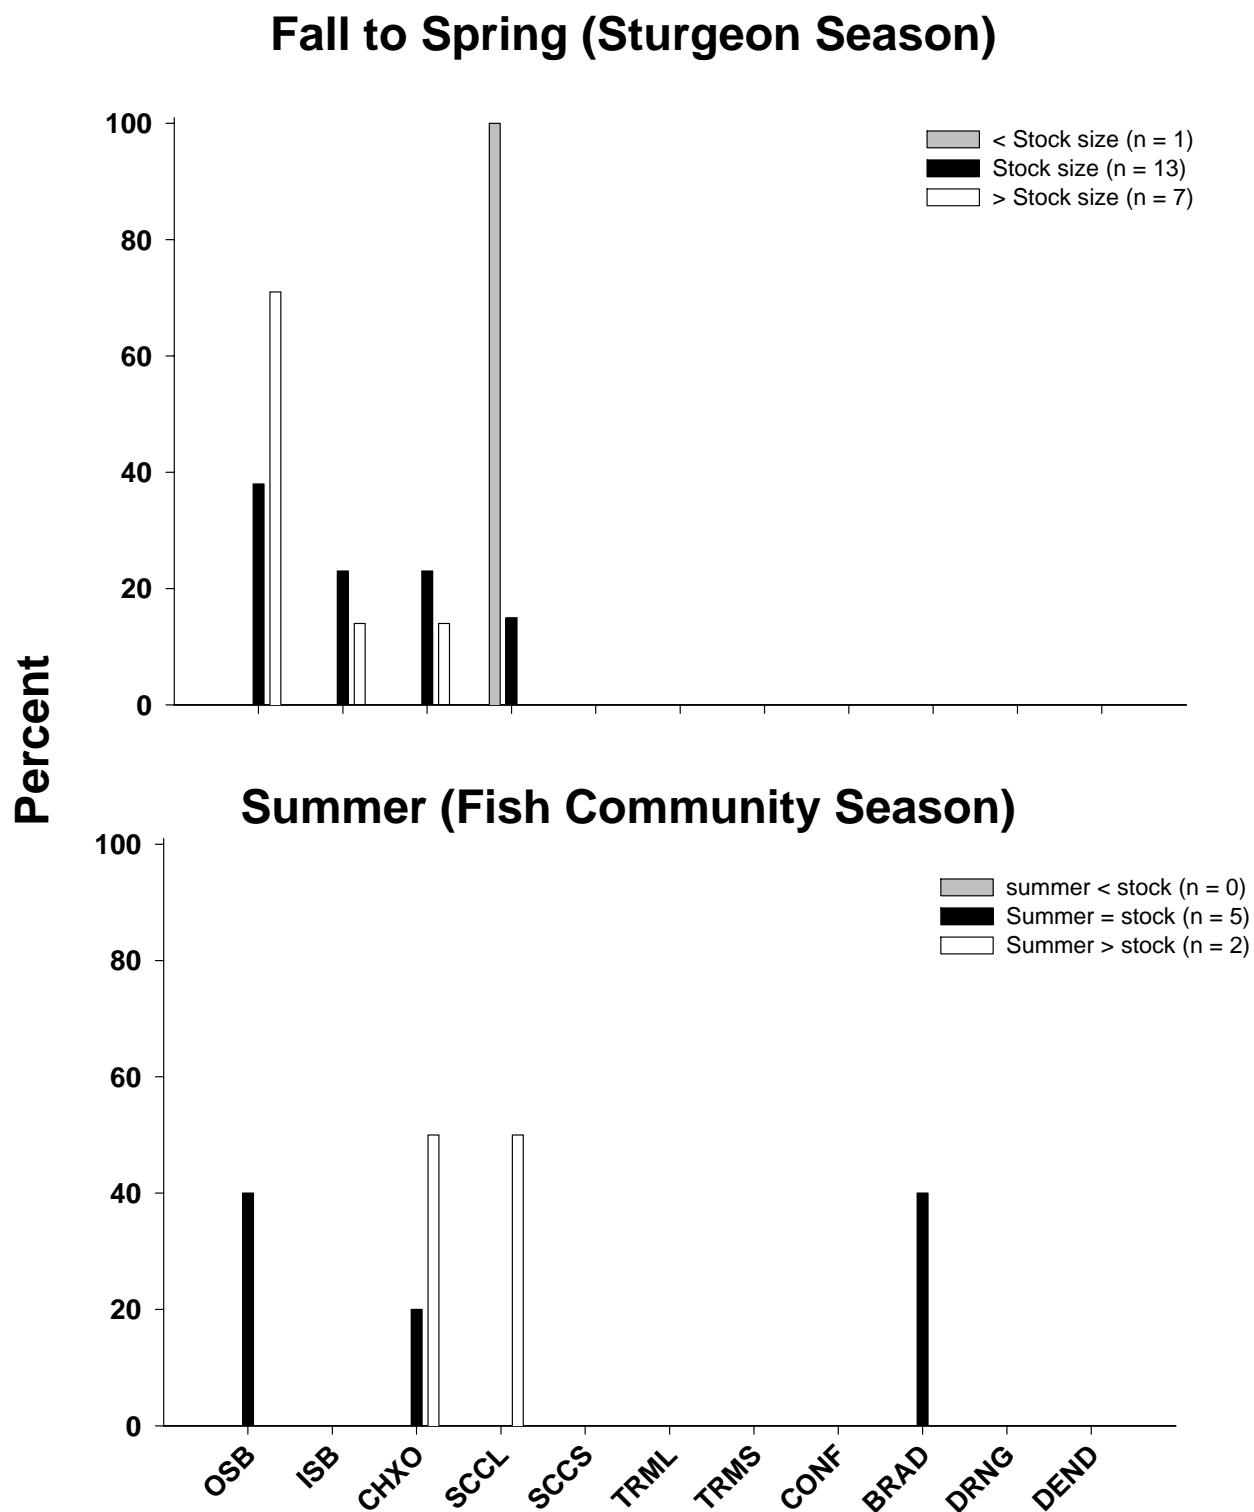 Fall to Spring (Sturgeon Season)
100
80
60
40
20
0
< Stock size (n = 1)
Stock size (n = 13)
> Stock size (n = 7)
Percent
Summer (Fish Community Season)
100
80
60
40
20
0
summer < stock (n = 0)
Summer = stock (n = 5)
Summer > stock (n = 2)
OSB
ISB
CHXO
SCCL
SCCS
TRML
TRMS
CONF
BRAD
DRNG
DEND